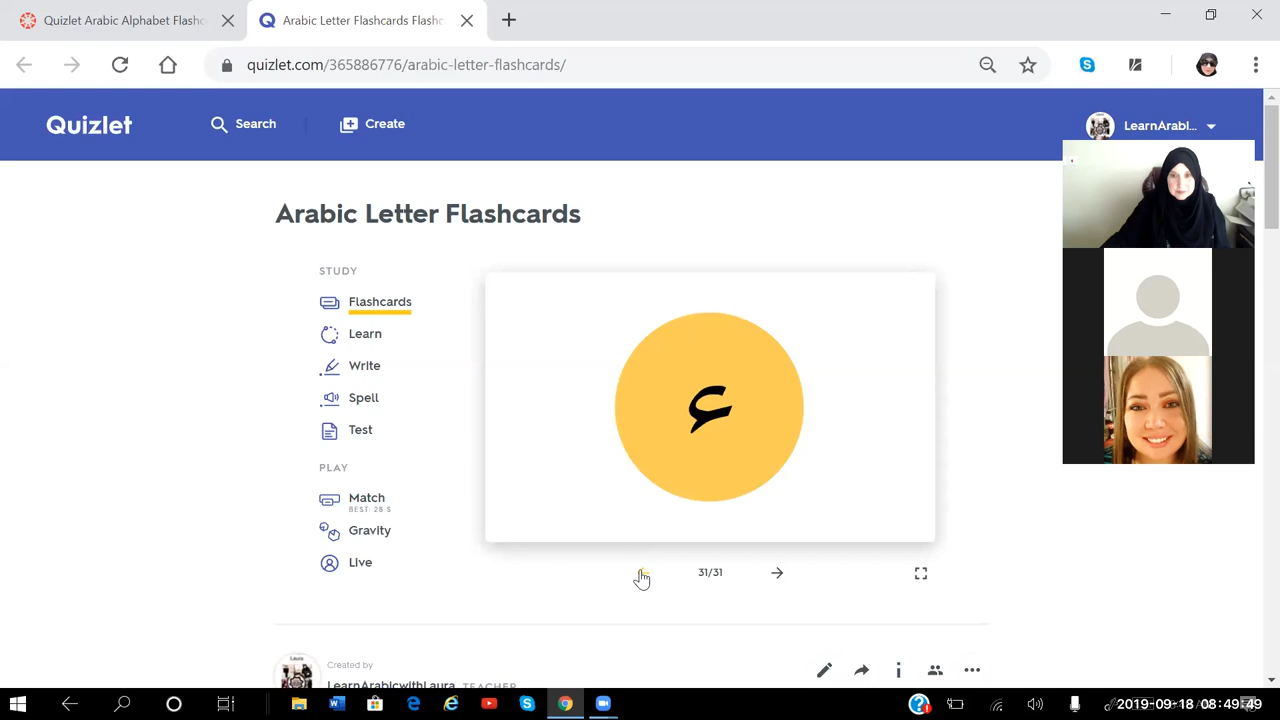 Quizlet Arabic Alphabet Flashc
Arabic Letter Flashcards Flashc
quizlet.com/365886776/arabic-letter-flashcards/
Quizlet
Search
Create
LearnArabi...
Arabic Letter Flashcards
STUDY
Flashcards
Learn
Write
Spell
Test
PLAY
Match
BEST: 28 S
Gravity
Live
ء
31/31
Created by
LearnArabicwithLaura TEACHER
2019-09-18 08:49:49